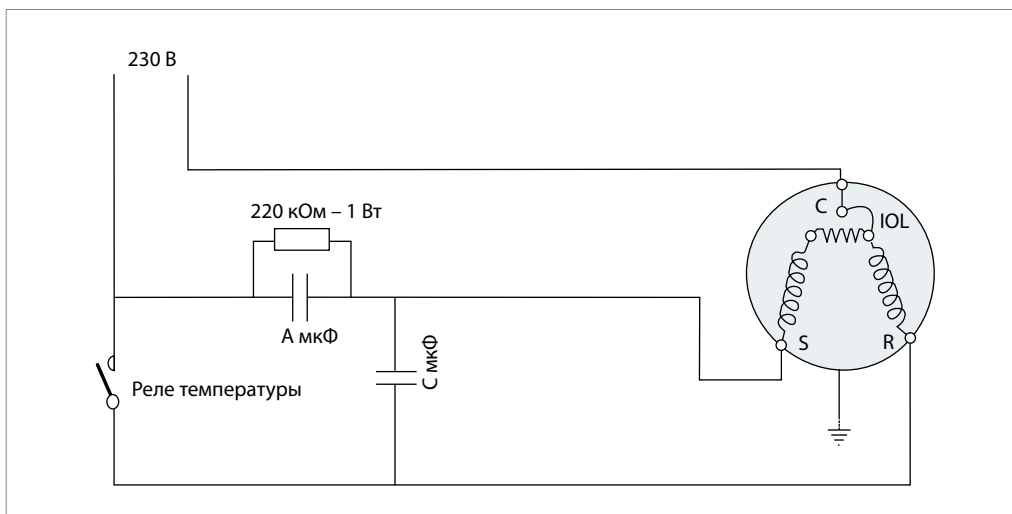 230 В
C
IOL
220 кОм – 1 Вт
А мкФ
S
R
С мкФ
Реле температуры